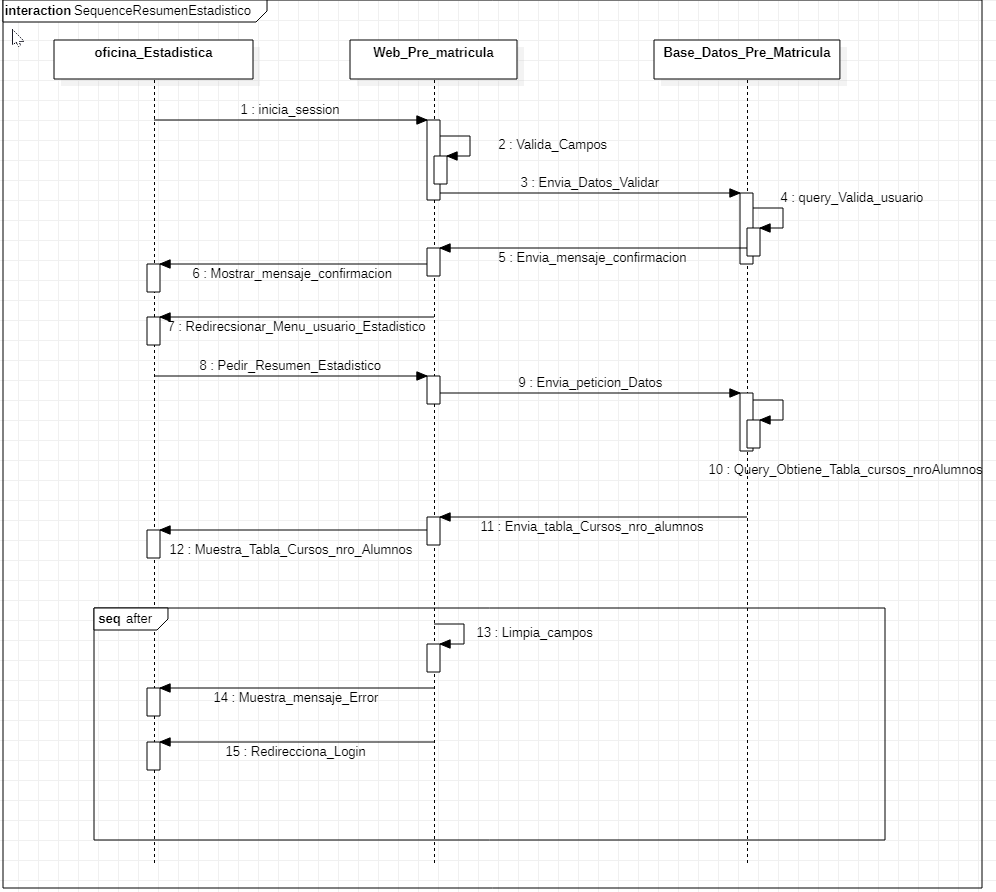 interaction SequenceResumenEstadistico
oficina_Estadistica
Web_Pre_matricula
Base_Datos_Pre_Matricula
1 : inicia_session
2 : Valida_Campos
3 : Envia_Datos_Validar
4 : query_Valida_usuario
5 : Envia_mensaje_confirmacion
6 : Mostrar_mensaje_confirmacion
7 : Redirecsionar_Menu_usuario_Estadistico
8 : Pedir_Resumen_Estadistico
9 : Envia_peticion_Datos
10 : Query_Obtiene_Tabla_cursos_nroAlumnos
11 : Envia_tabla_Cursos_nro_alumnos
12 : Muestra_Tabla_Cursos_nro_Alumnos
seq after
13 : Limpia_campos
14 : Muestra_mensaje_Error
15 : Redirecciona_Login